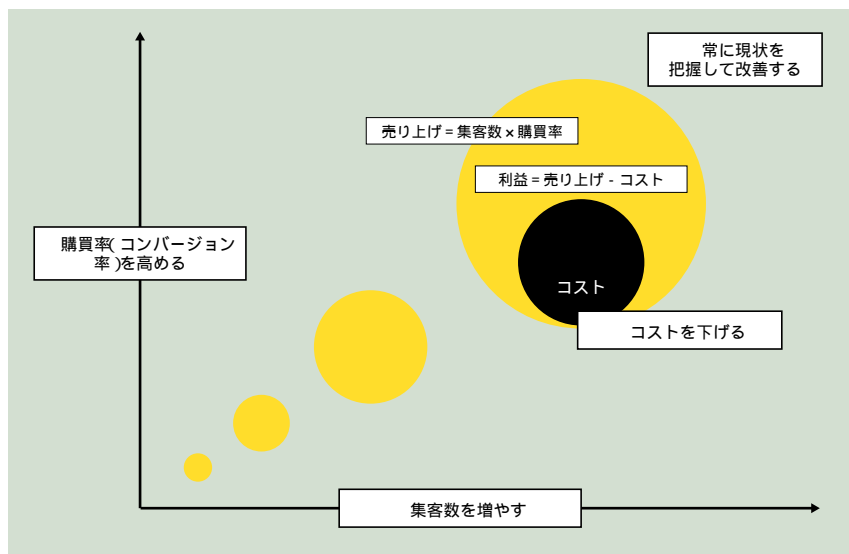 常に現状を
把握して改善する
売り上げ=集客数×購買率
利益=売り上げ - コスト
購買率(コンバージョン
率)を高める
コスト
コストを下げる
集客数を増やす